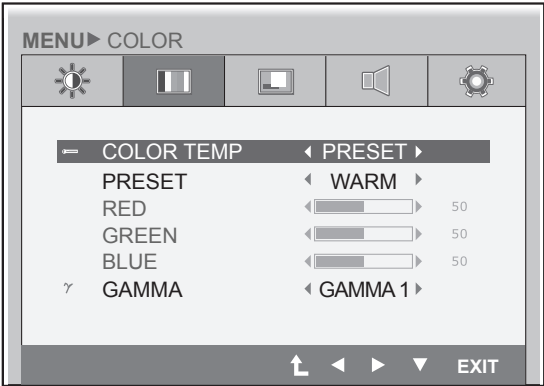 MENU▶ COLOR
COLOR TEMP PRESET
PRESET WARM
RED 50
GREEN 50
BLUE 50
γ GAMMA GAMMA 1
EXIT